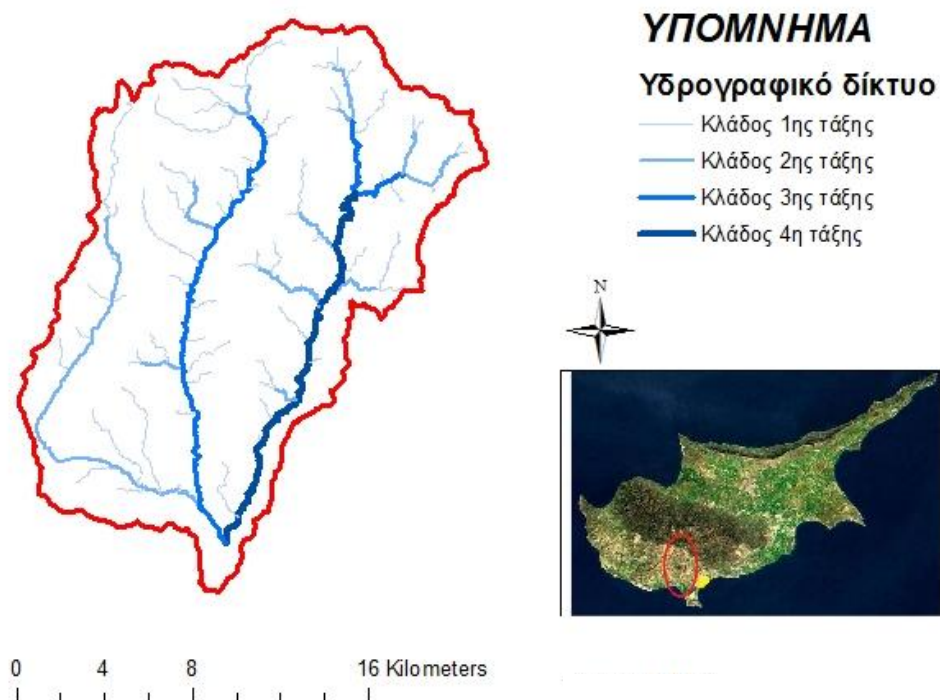 ΥΠΟΜΝΗΜΑ
Υδρογραφικό δίκτυο
Κλάδος 1ης τάξης
Κλάδος 2ης τάξης
Κλάδος 3ης τάξης
Κλάδος 4η τάξης
N
0 4 8 16 Kilometers